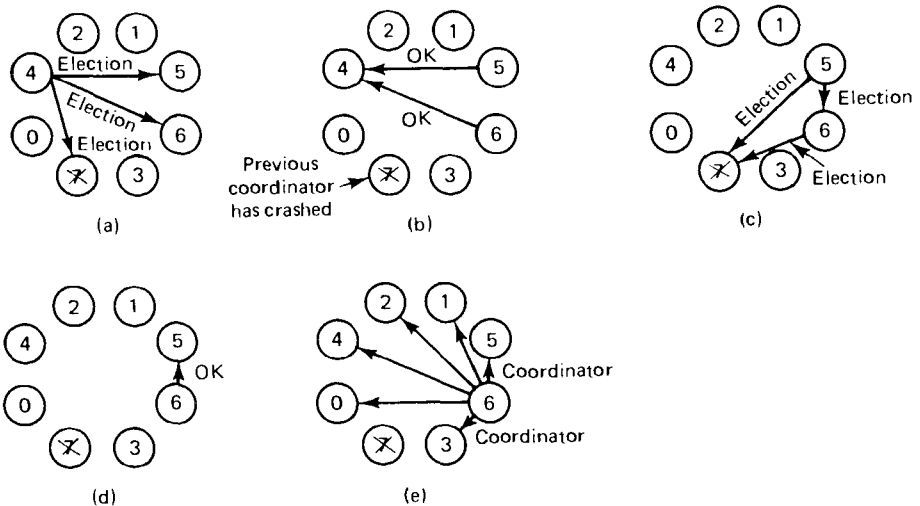 2 1
4 Election 5
Election
0 Election 6
7 3
(a)
2 1
OK
4 5
OK
0 6
Previous
coordinator
has crashed
7 3
(b)
2 1
4 5
Election Election
0 6
7 3
Election
(c)
2 1
4 5
OK
0 6
7 3
(d)
2 1
4 5
Coordinator
0 6
7 3 Coordinator
(e)